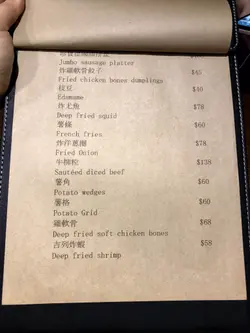 Jumbo sausage platter
炸雞軟骨餃子 $45
Fried chicken bones dumplings
枝豆 $40
Edamame
炸尤魚 $78
Deep fried squid
薯條 $60
French fries
炸洋蔥圈 $78
Fried Onion
牛柳粒 $138
Sautéed diced beef
薯角 $60
Potato wedges
薯格 $60
Potato Grid
雞軟骨 $68
Deep fried soft chicken bones
吉列炸蝦 $58
Deep fried shrimp